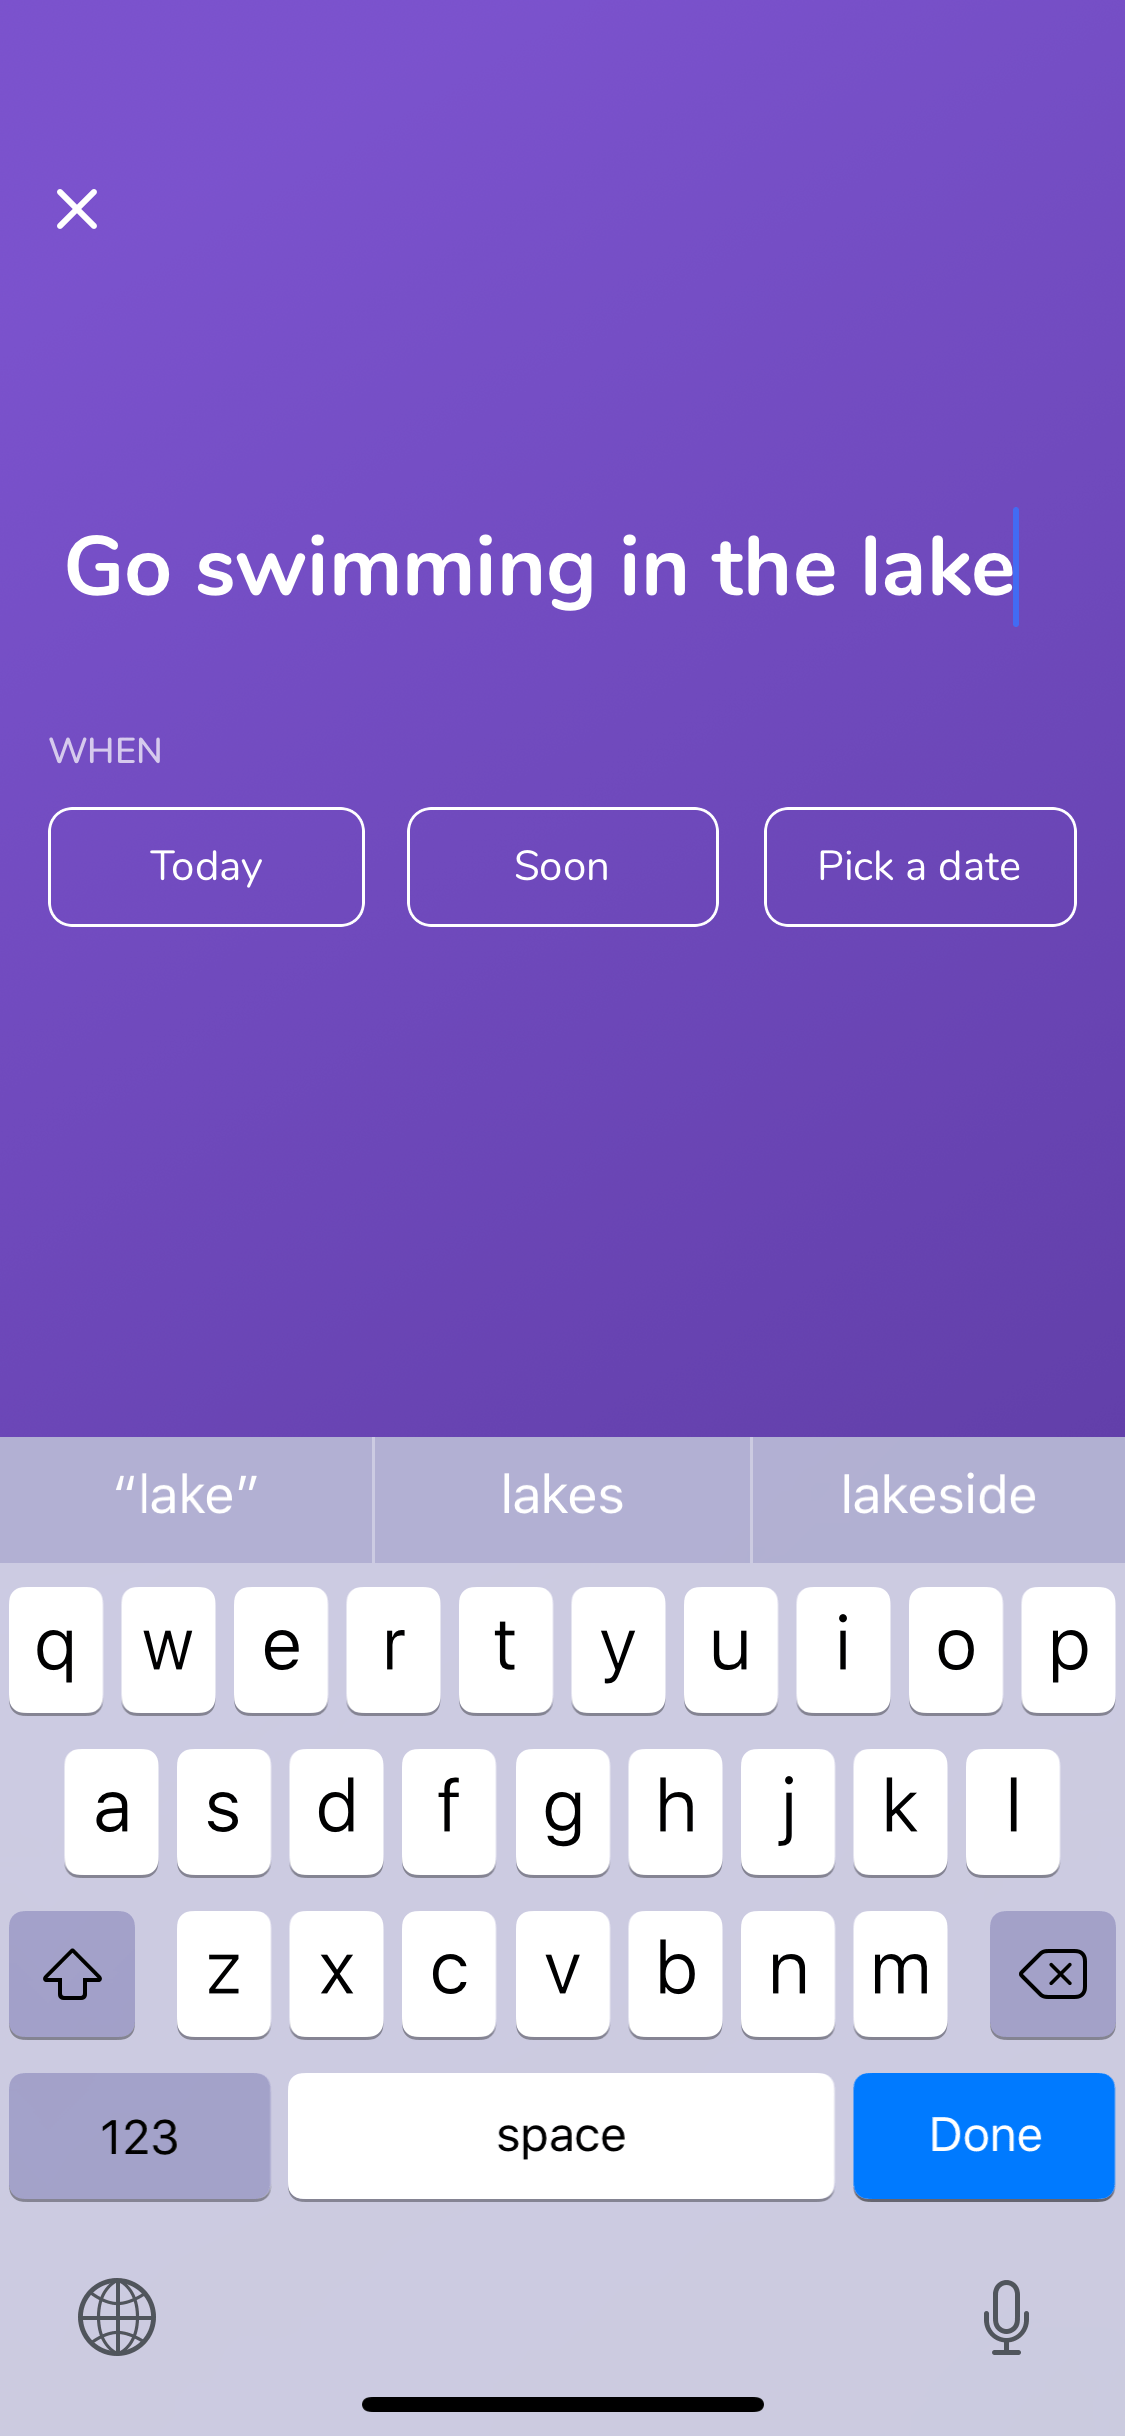 Go swimming in the lake
WHEN
Today Soon Pick a date
“lake” lakes lakeside
q w e r t y u i o p
a s d f g h j k l
z x c v b n m
123 space Done